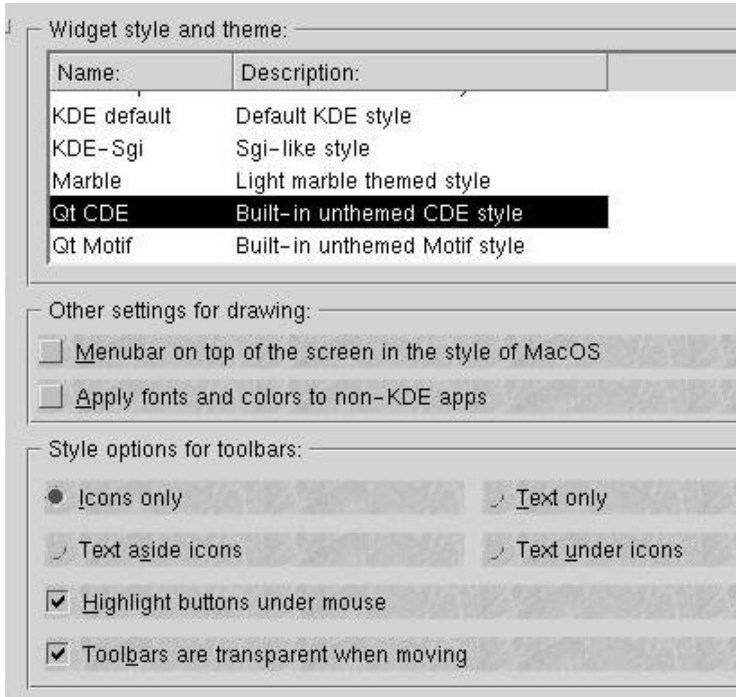 Widget style and theme:
Name: Description:
KDE default Default KDE style
KDE-Sgi Sgi-like style
Marble Light marble themed style
Qt CDE Built-in unthemed CDE style
Qt Motif Built-in unthemed Motif style
Other settings for drawing:
Menubar on top of the screen in the style of MacOS
Apply fonts and colors to non-KDE apps
Style options for toolbars:
Icons only Text only
Text aside icons Text under icons
Highlight buttons under mouse
Toolbars are transparent when moving